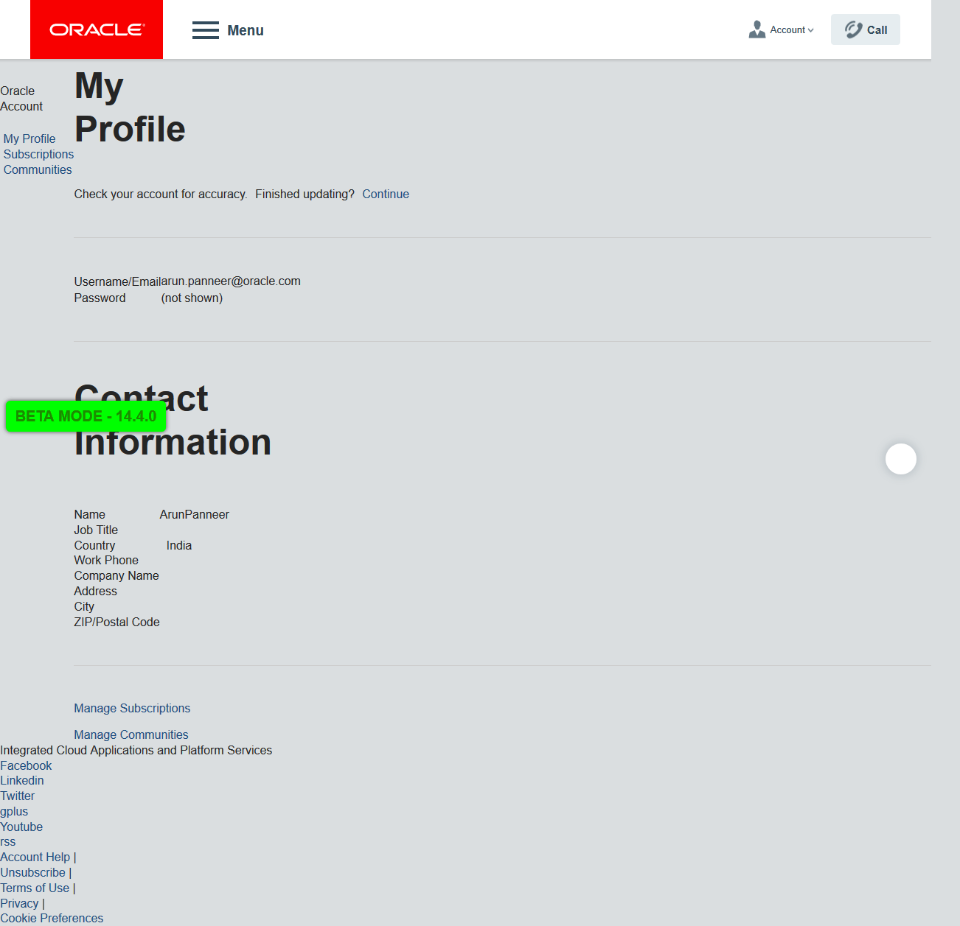 ORACLE
Menu
Account
Call
Oracle
Account
My Profile
Subscriptions
Communities
My
Profile
Check your account for accuracy. Finished updating? Continue
Username/Email arun.panneer@oracle.com
Password (not shown)
Contact
Information
BETA MODE - 14.4.0
Name ArunPanneer
Job Title
Country India
Work Phone
Company Name
Address
City
ZIP/Postal Code
Manage Subscriptions
Manage Communities
Integrated Cloud Applications and Platform Services
Facebook
Linkedin
Twitter
gplus
Youtube
rss
Account Help |
Unsubscribe |
Terms of Use |
Privacy |
Cookie Preferences